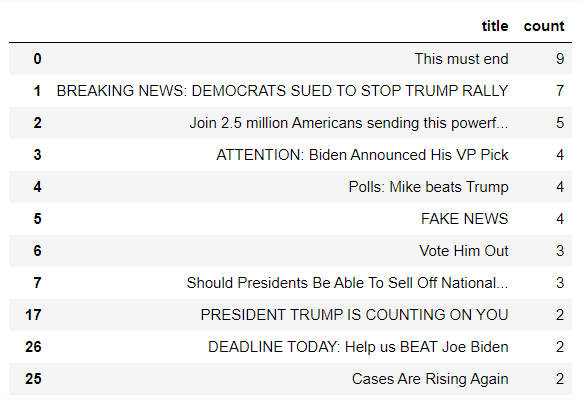 title count
0 This must end 9
1 BREAKING NEWS: DEMOCRATS SUED TO STOP TRUMP RALLY 7
2 Join 2.5 million Americans sending this powerf... 5
3 ATTENTION: Biden Announced His VP Pick 4
4 Polls: Mike beats Trump 4
5 FAKE NEWS 4
6 Vote Him Out 3
7 Should Presidents Be Able To Sell Off National... 3
17 PRESIDENT TRUMP IS COUNTING ON YOU 2
26 DEADLINE TODAY: Help us BEAT Joe Biden 2
25 Cases Are Rising Again 2